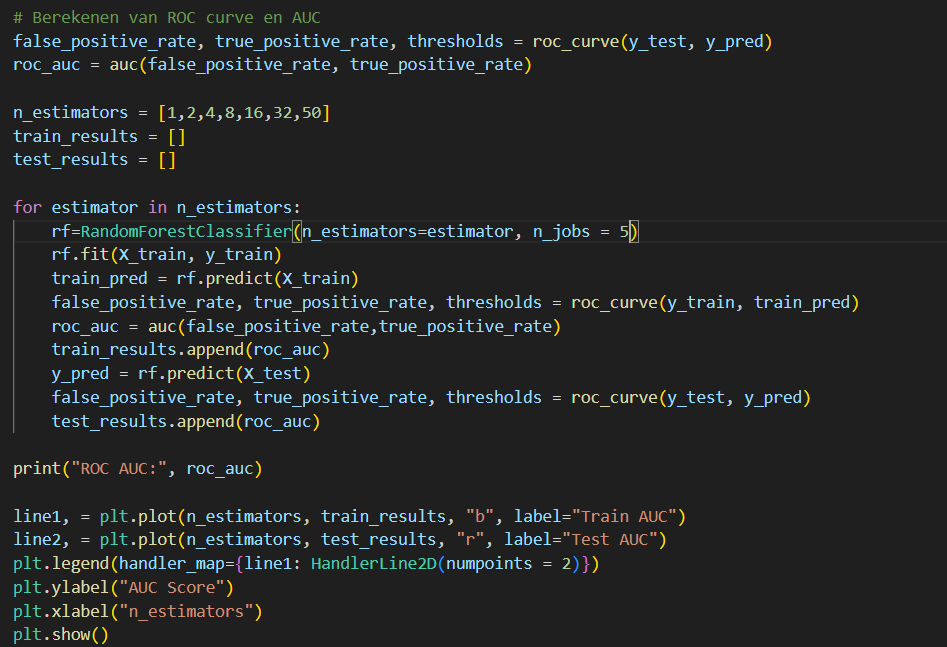 # Berekenen van ROC curve en AUC
false_positive_rate, true_positive_rate, thresholds = roc_curve(y_test, y_pred)
roc_auc = auc(false_positive_rate, true_positive_rate)
n_estimators = [1,2,4,8,16,32,50]
train_results = []
test_results = []
for estimator in n_estimators:
    rf=RandomForestClassifier(n_estimators=estimator, n_jobs = 5)
    rf.fit(X_train, y_train)
    train_pred = rf.predict(X_train)
    false_positive_rate, true_positive_rate, thresholds = roc_curve(y_train, train_pred)
    roc_auc = auc(false_positive_rate,true_positive_rate)
    train_results.append(roc_auc)
    y_pred = rf.predict(X_test)
    false_positive_rate, true_positive_rate, thresholds = roc_curve(y_test, y_pred)
    test_results.append(roc_auc)
print("ROC AUC:", roc_auc)
line1, = plt.plot(n_estimators, train_results, "b", label="Train AUC")
line2, = plt.plot(n_estimators, test_results, "r", label="Test AUC")
plt.legend(handler_map={line1: HandlerLine2D(numpoints = 2)})
plt.ylabel("AUC Score")
plt.xlabel("n_estimators")
plt.show()